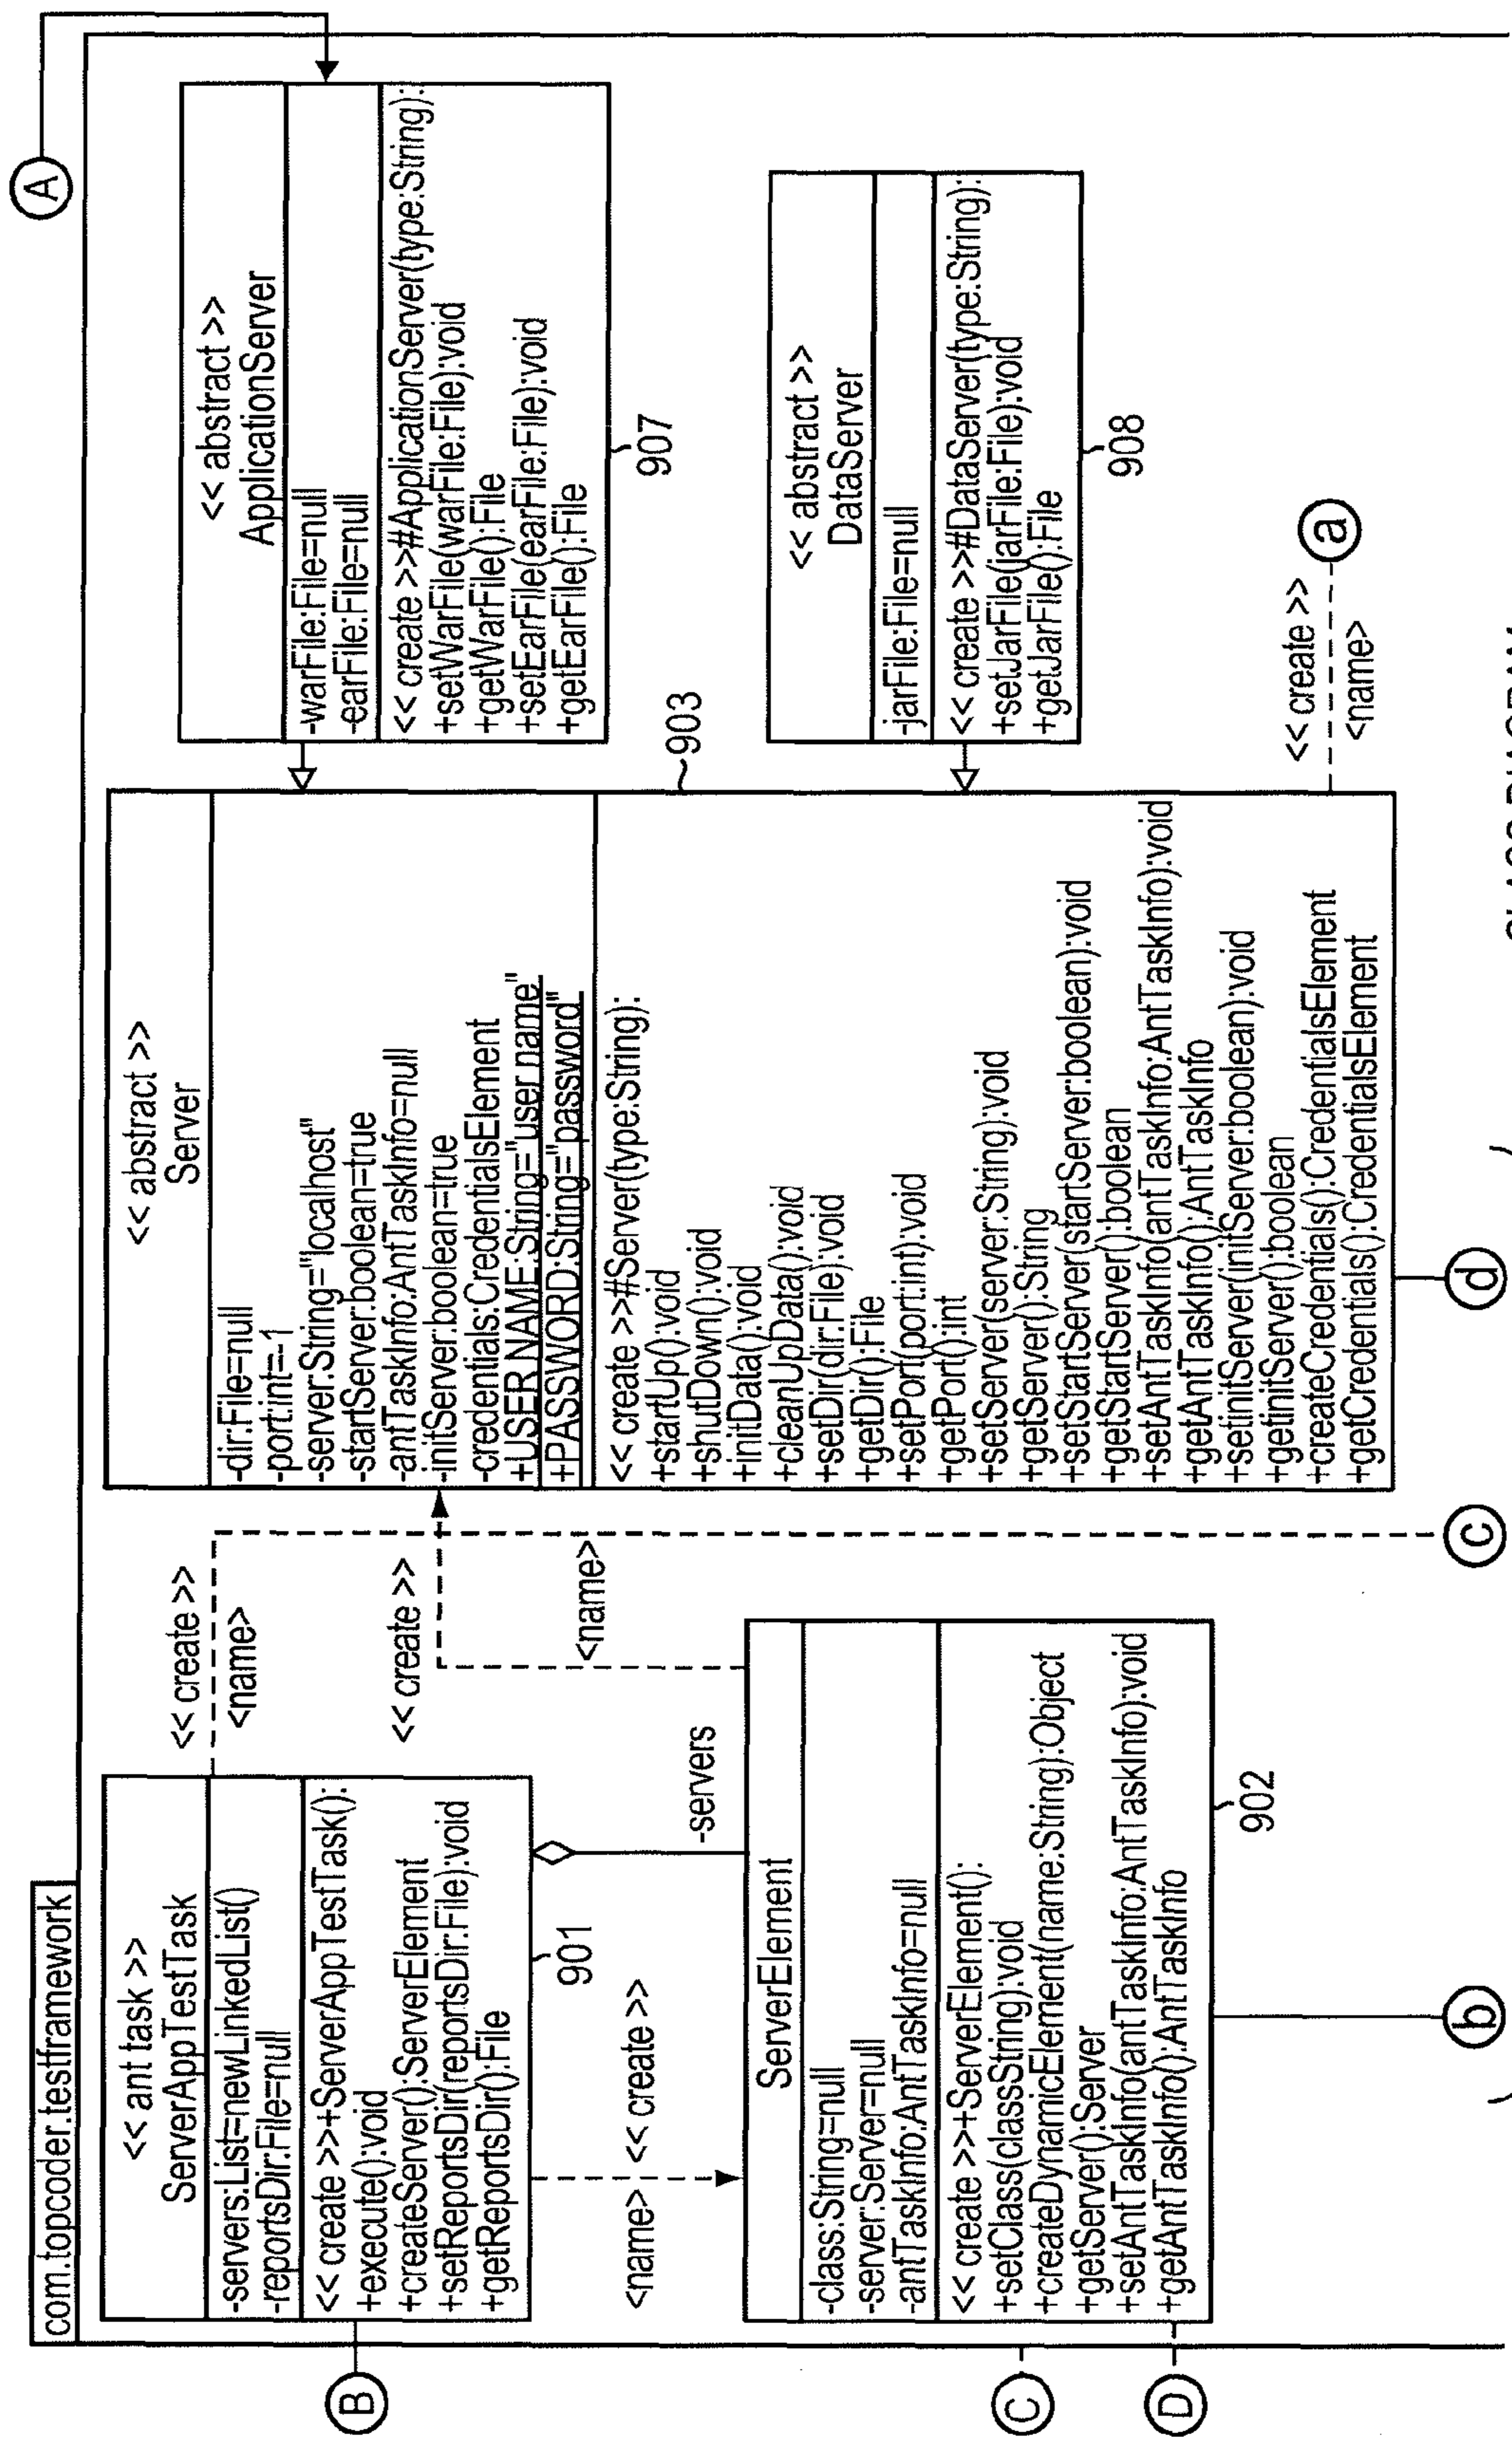 com.topcoder.testframework
<< ant task >>
ServerAppTestTask
-servers:List=newLinkedList()
-reportsDir:File=null
<< create >>+ServerAppTestTask():
+execute():void
+createServer():ServerElement
+setReportsDir(reportsDir:File):void
+getReportsDir():File
901
B
<< create >>
<name>
<< create >>
<name>
<name>
<< create >>
-servers
ServerElement
-class:String=null
-server:Server=null
-antTaskInfo:AntTaskInfo=null
<< create >>+ServerElement():
+setClass(classString):void
+createDynamicElement(name:String):Object
+getServer():Server
+setAntTaskInfo(antTaskInfo:AntTaskInfo):void
+getAntTaskInfo():AntTaskInfo
902
C
D
b
c
<< abstract >>
Server
-dir:File=null
-port:int=-1
-server:String="localhost"
-startServer:boolean=true
-antTaskInfo:AntTaskInfo=null
-initServer:boolean=true
-credentials:CredentialsElement
+USERNAME:String="user.name"
+PASSWORD:String="password"
<< create >>#Server(type:String):
+startUp():void
+shutDown():void
+initData():void
+cleanUpData():void
+setDir(dir:File):void
+getDir():File
+setPort(port:int):void
+getPort():int
+setServer(server:String):void
+getServer():String
+setStartServer(startServer:boolean):void
+getStartServer():boolean
+setAntTaskInfo(antTaskInfo:AntTaskInfo):void
+getAntTaskInfo():AntTaskInfo
+setinitServer(initServer:boolean):void
+getinitServer():boolean
+createCredentials():CredentialsElement
+getCredentials():CredentialsElement
903
d
A
<< abstract >>
ApplicationServer
-warFile:File=null
-earFile:File=null
<< create >>#ApplicationServer(type:String):
+setWarFile(warFile:File):void
+getWarFile():File
+setEarFile(earFile:File):void
+getEarFile():File
907
<< abstract >>
DataServer
-jarFile:File=null
<< create >>#DataServer(type:String):
+setJarFile(jarFile:File):void
+getJarFile():File
908
<< create >>
<name>
a